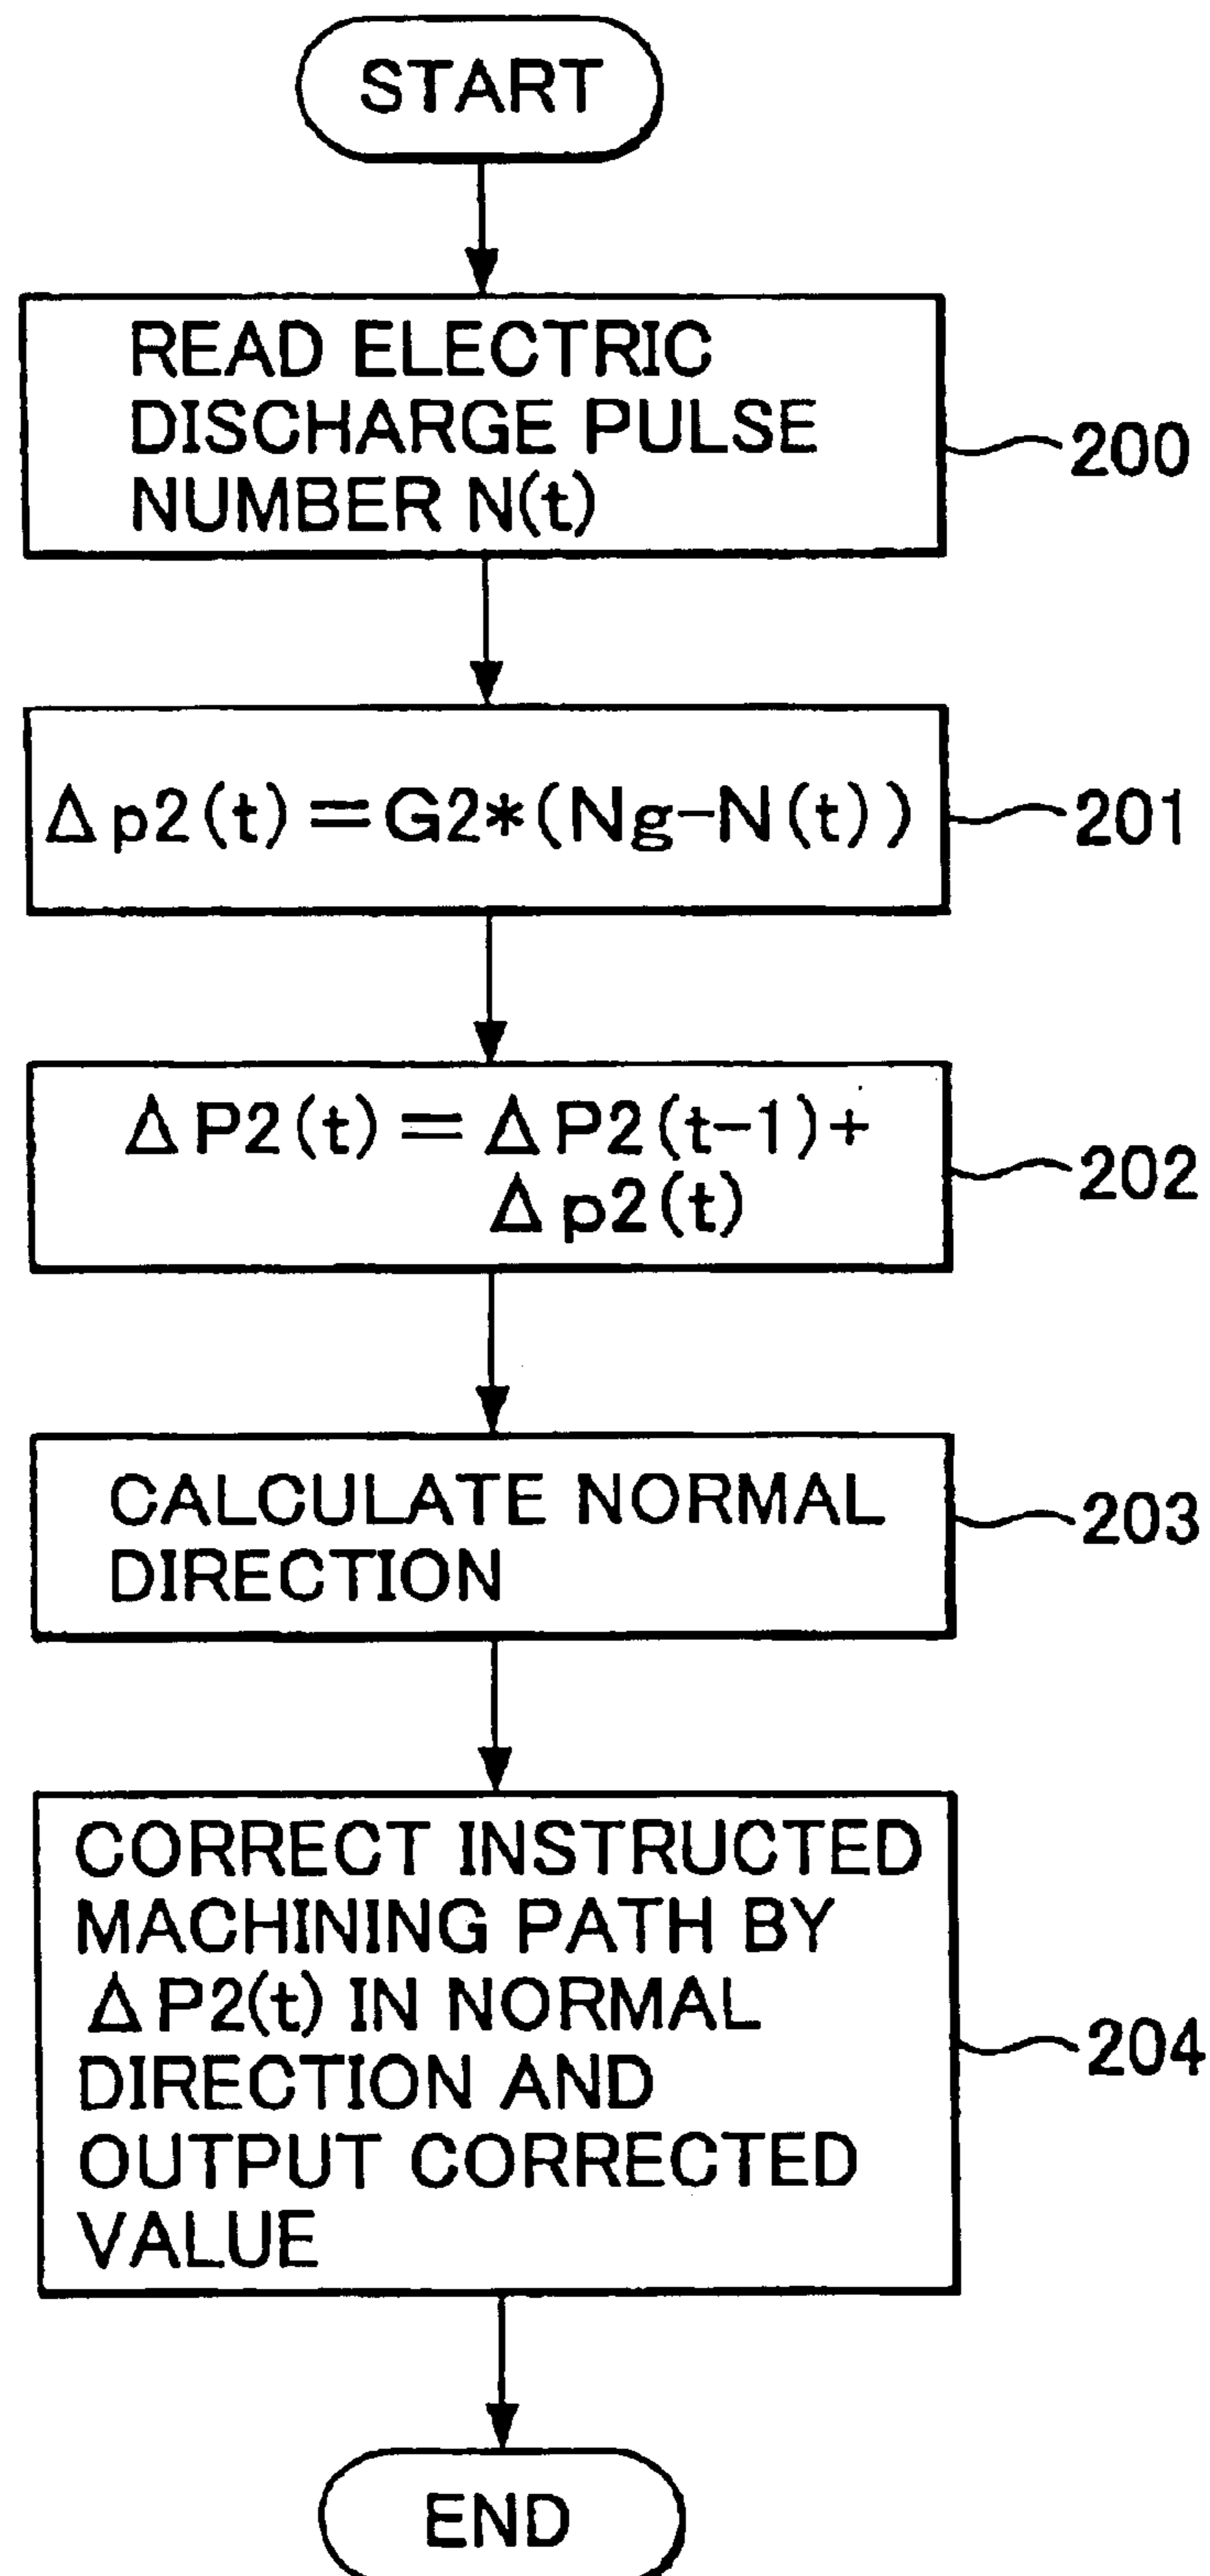 START
READ ELECTRIC
DISCHARGE PULSE
NUMBER N(t)
200
Δp2(t)=G2*(Ng-N(t))
201
ΔP2(t)=ΔP2(t-1)+
Δp2(t)
202
CALCULATE NORMAL
DIRECTION
203
CORRECT INSTRUCTED
MACHINING PATH BY
ΔP2(t) IN NORMAL
DIRECTION AND
OUTPUT CORRECTED
VALUE
204
END